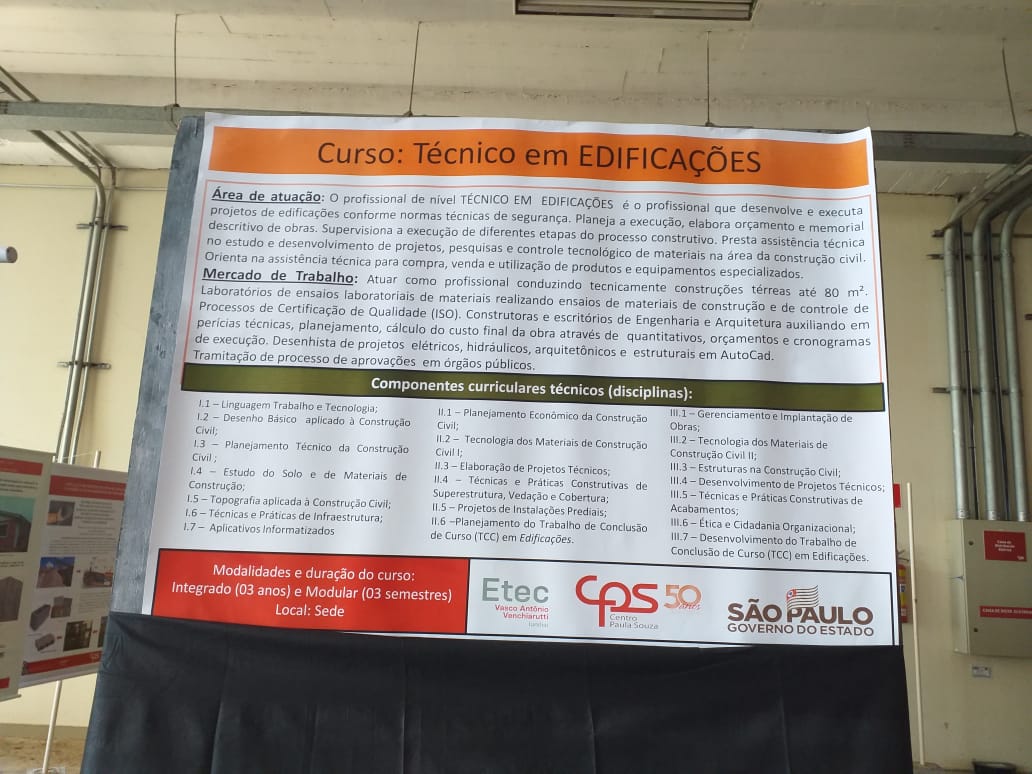 Curso: Técnico em EDIFICAÇÕES
Área de atuação: O profissional de nível TÉCNICO EM EDIFICAÇÕES é o profissional que desenvolve e executa
projetos de edificações conforme normas técnicas de segurança. Planeja a execução, elabora orçamento e memorial
descritivo de obras. Supervisiona a execução de diferentes etapas do processo construtivo. Presta assistência técnica
no estudo e desenvolvimento de projetos, pesquisas e controle tecnológico de materiais na área da construção civil.
Orienta na assistência técnica para compra, venda e utilização de produtos e equipamentos especializados.
Mercado de Trabalho: Atuar como profissional conduzindo tecnicamente construções térreas até 80 m².
Laboratórios de ensaios laboratoriais de materiais realizando ensaios de materiais de construção e de controle de
Processos de Certificação de Qualidade (ISO). Construtoras e escritórios de Engenharia e Arquitetura auxiliando em
perícias técnicas, planejamento, cálculo do custo final da obra através de quantitativos, orçamentos e cronogramas
de execução. Desenhista de projetos elétricos, hidráulicos, arquitetônicos e estruturais em AutoCad.
Tramitação de processo de aprovações em órgãos públicos.
Componentes curriculares técnicos (disciplinas):
I.1 – Linguagem Trabalho e Tecnologia;
I.2 – Desenho Básico aplicado à Construção
Civil;
I.3 – Planejamento Técnico da Construção
Civil ;
I.4 – Estudo do Solo e de Materiais de
Construção;
I.5 – Topografia aplicada à Construção Civil;
I.6 – Técnicas e Práticas de Infraestrutura;
I.7 – Aplicativos Informatizados
II.1 – Planejamento Econômico da Construção
Civil;
II.2 – Tecnologia dos Materiais de Construção
Civil I;
II.3 – Elaboração de Projetos Técnicos;
II.4 – Técnicas e Práticas Construtivas de
Superestrutura, Vedação e Cobertura;
II.5 – Projetos de Instalações Prediais;
II.6 –Planejamento do Trabalho de Conclusão
de Curso (TCC) em Edificações.
III.1 – Gerenciamento e Implantação de
Obras;
III.2 – Tecnologia dos Materiais de
Construção Civil II;
III.3 – Estruturas na Construção Civil;
III.4 – Desenvolvimento de Projetos Técnicos;
III.5 – Técnicas e Práticas Construtivas de
Acabamentos;
III.6 – Ética e Cidadania Organizacional;
III.7 – Desenvolvimento do Trabalho de
Conclusão de Curso (TCC) em Edificações.
Modalidades e duração do curso:
Integrado (03 anos) e Modular (03 semestres)
Local: Sede
Etec
Vasco Antônio
Venchiarutti
Jundiaí
CPS
Centro
Paula Souza
50
anos
SÃO PAULO
GOVERNO DO ESTADO